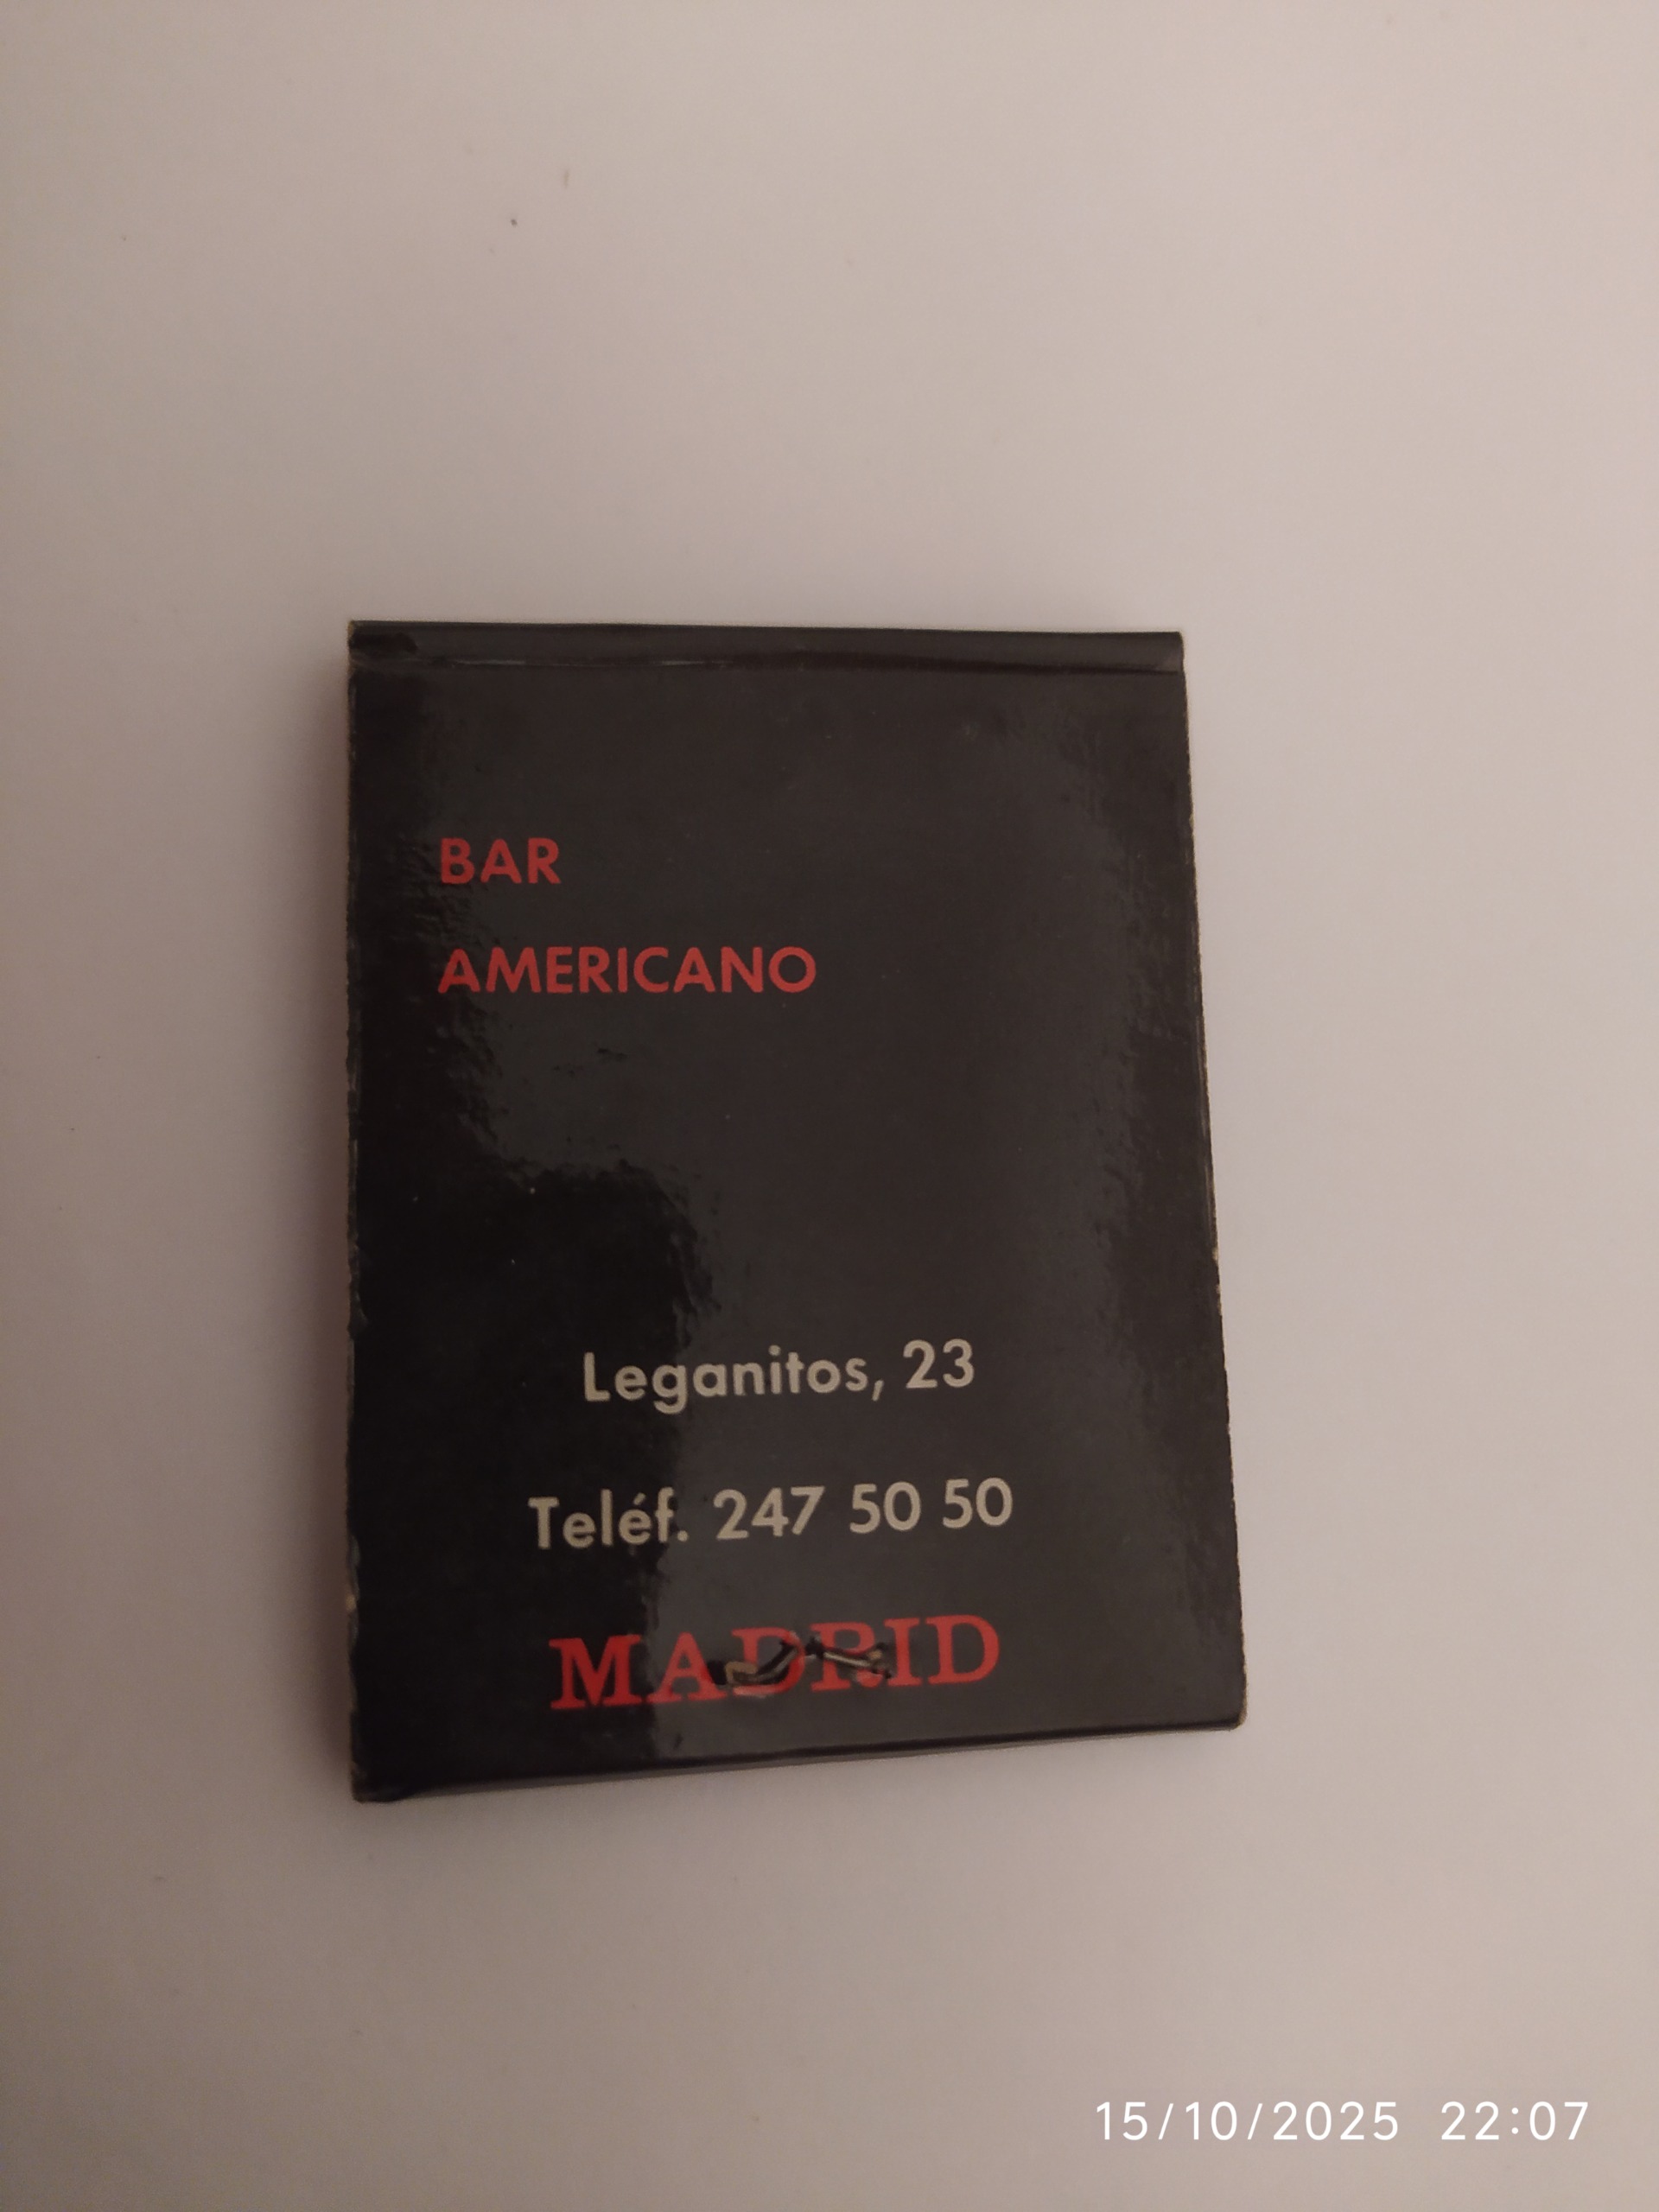 BAR
AMERICANO
Leganitos, 23
Teléf. 247 50 50
MADRID
15/10/2025 22:07